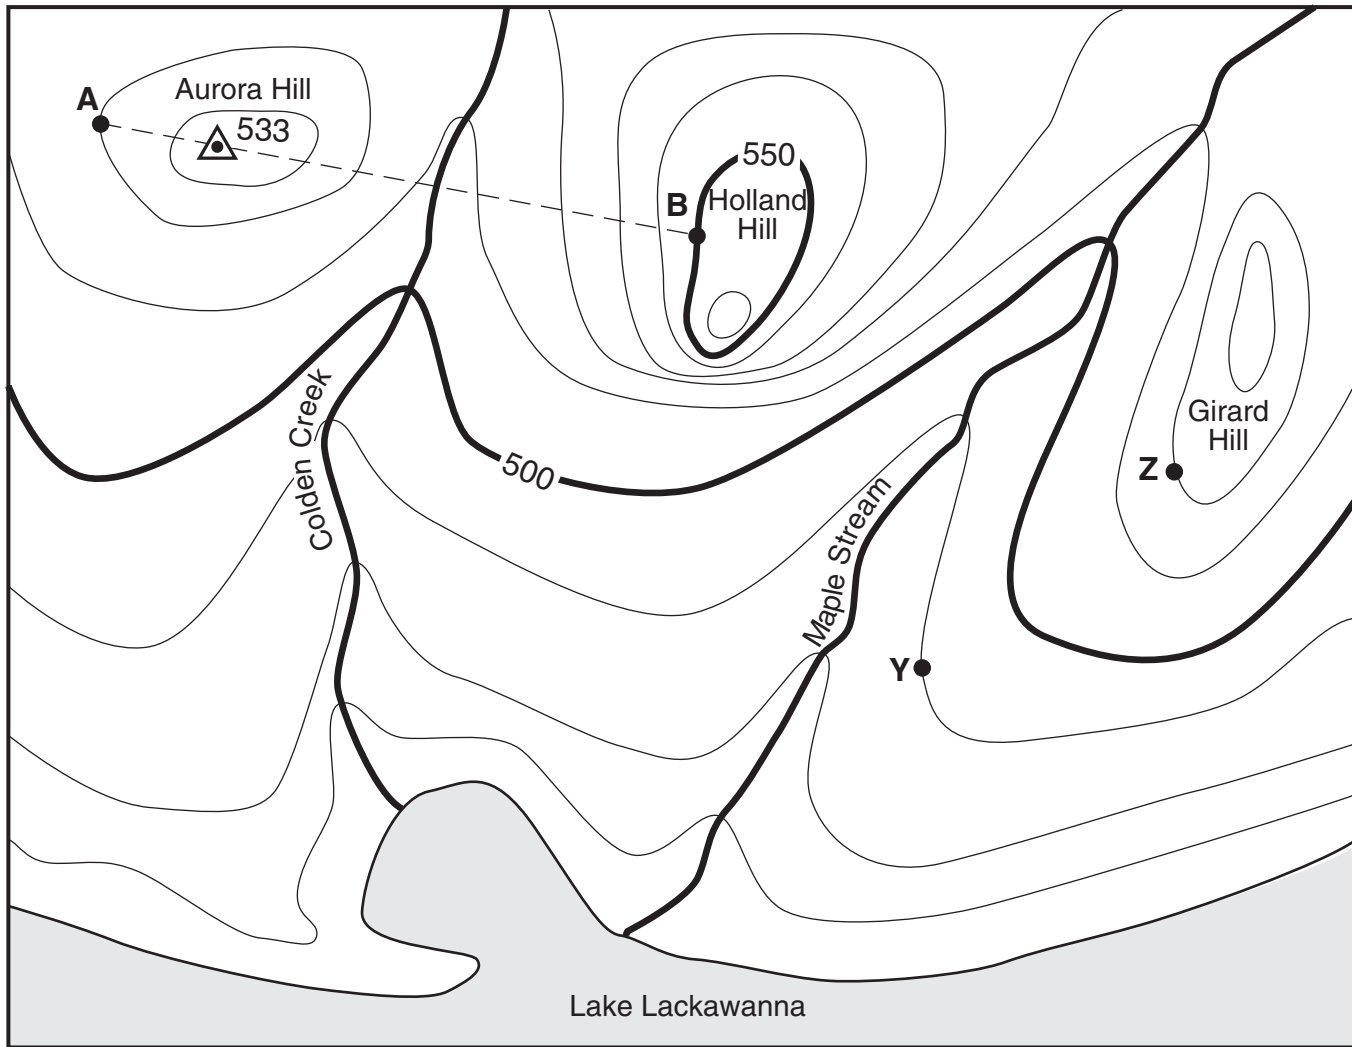 A
Aurora Hill
533
550
B
Holland
Hill
Colden Creek
500
Girard
Hill
Z
Maple Stream
Y
Lake Lackawanna